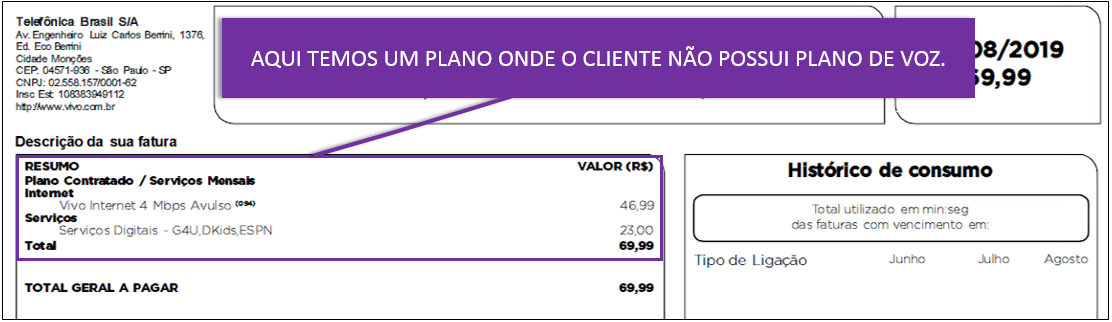 Telefônica Brasil S/A
Av. Engenheiro Luiz Carlos Berrini, 1376,
Ed. Eco Berrini
Cidade Monções
CEP: 04571-936 - São Paulo - SP
CNPJ: 02.558.157/0001-62
Insc Est: 108383949112
http://www.vivo.com.br
AQUI TEMOS UM PLANO ONDE O CLIENTE NÃO POSSUI PLANO DE VOZ.
08/2019
69,99
Descrição da sua fatura
RESUMO VALOR (R$)
Plano Contratado / Serviços Mensais
Internet
Vivo Internet 4 Mbps Avulso (094) 46,99
Serviços
Serviços Digitais - G4U,DKids,ESPN 23,00
Total 69,99
TOTAL GERAL A PAGAR 69,99
Histórico de consumo
Total utilizado em min:seg
das faturas com vencimento em:
Tipo de Ligação Junho Julho Agosto